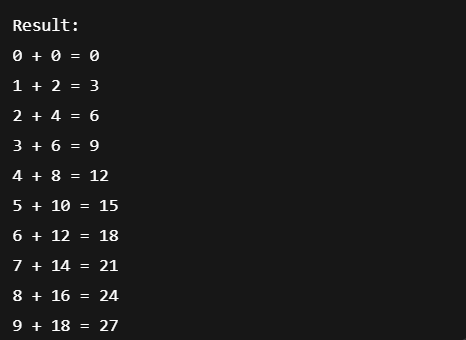 Result:
0 + 0 = 0
1 + 2 = 3
2 + 4 = 6
3 + 6 = 9
4 + 8 = 12
5 + 10 = 15
6 + 12 = 18
7 + 14 = 21
8 + 16 = 24
9 + 18 = 27